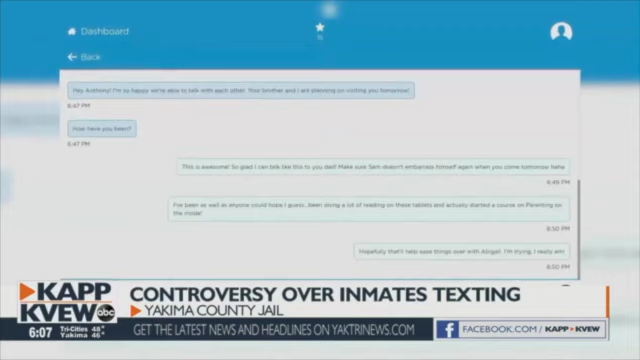 Dashboard
15
Back
Hey Anthony! I'm so happy we're able to talk with each other. Your brother and I are planning on visiting you tomorrow!
6:47 PM
How have you been?
6:47 PM
This is awesome! So glad I can talk like this to you dad! Make sure Sam doesn't embarrass himself again when you come tomorrow haha
6:49 PM
I've been as well as anyone could hope I guess...been doing a lot of reading on these tablets and actually started a course on Parenting on
the inside!
6:50 PM
Hopefully that'll help ease things over with Abigail. I'm trying, I really am!
6:50 PM
KAPP
KVEW abc
CONTROVERSY OVER INMATES TEXTING
YAKIMA COUNTY JAIL
6:07 Tri-Cities 48°
Yakima 46°
GET THE LATEST NEWS AND HEADLINES ON YAKTRINEWS.COM
f FACEBOOK.COM/ KAPP KVEW